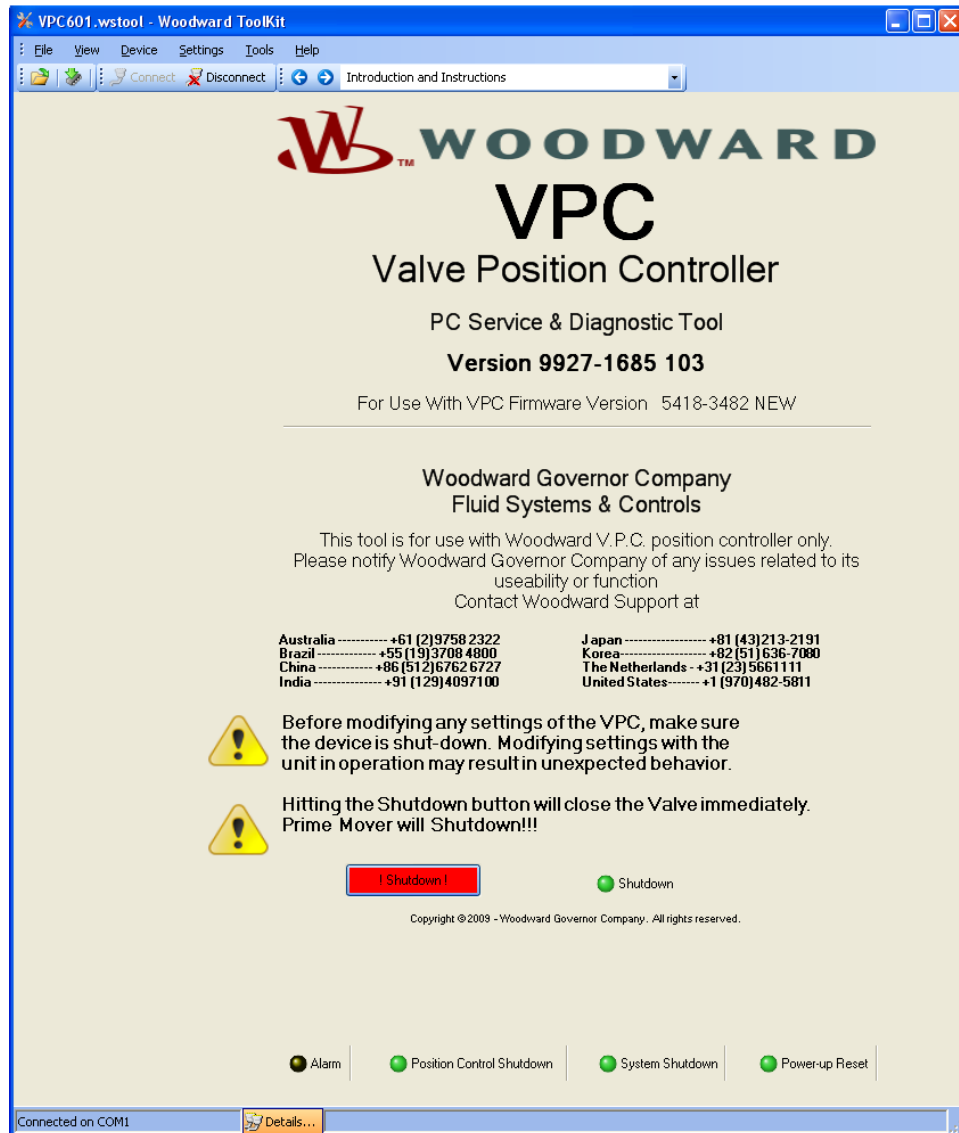 VPC601.wstool - Woodward ToolKit
File View Device Settings Tools Help
Connect Disconnect Introduction and Instructions
WOODWARD
TM
VPC
Valve Position Controller
PC Service & Diagnostic Tool
Version 9927-1685 103
For Use With VPC Firmware Version 5418-3482 NEW
Woodward Governor Company
Fluid Systems & Controls
This tool is for use with Woodward V.P.C. position controller only.
Please notify Woodward Governor Company of any issues related to its
useability or function
Contact Woodward Support at
Australia ----------- +61 (2)9758 2322 Japan ------------------ +81 (43)213-2191
Brazil ------------- +55 (19)3708 4800 Korea------------------- +82 (51) 636-7080
China ------------ +86 (512)6762 6727 The Netherlands - +31 (23) 5661111
India --------------- +91 (129)4097100 United States------- +1 (970)482-5811
Before modifying any settings of the VPC, make sure
the device is shut-down. Modifying settings with the
unit in operation may result in unexpected behavior.
Hitting the Shutdown button will close the Valve immediately.
Prime Mover will Shutdown!!!
! Shutdown ! Shutdown
Copyright © 2009 - Woodward Governor Company. All rights reserved.
Alarm Position Control Shutdown System Shutdown Power-up Reset
Connected on COM1 Details...